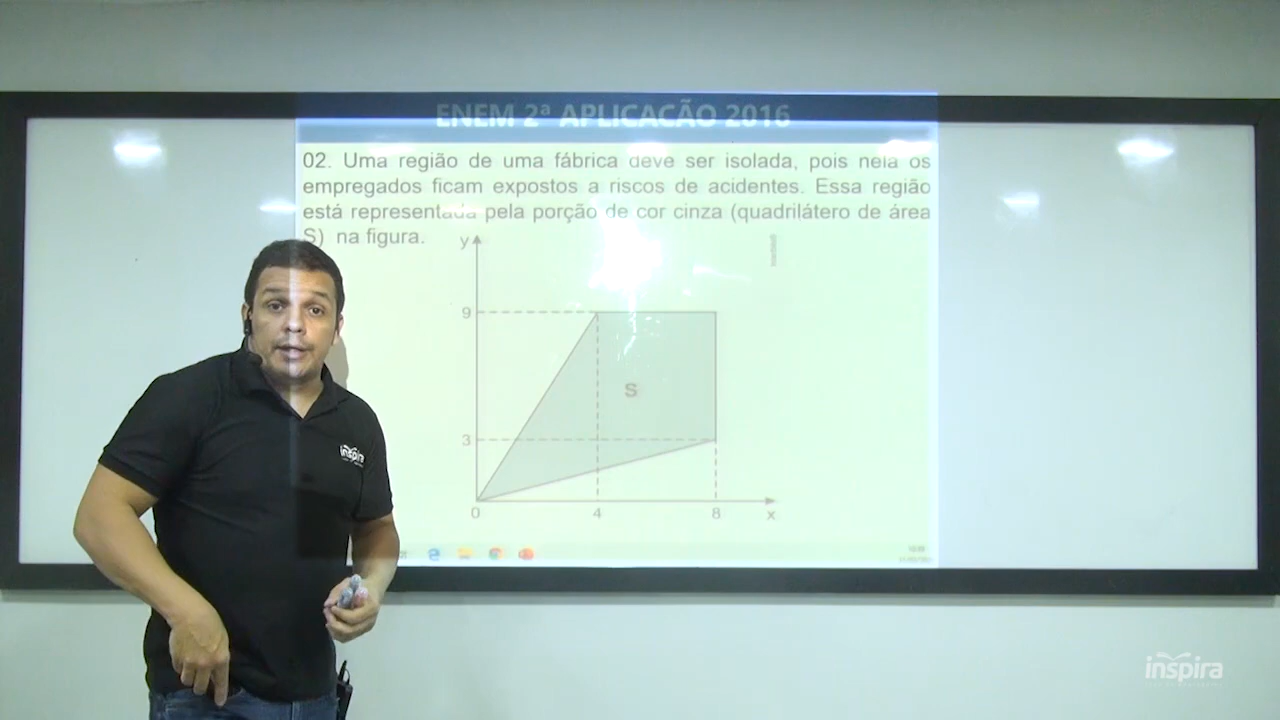 ENEM 2ª APLICAÇÃO 2016
02. Uma região de uma fábrica deve ser isolada, pois nela os
empregados ficam expostos a riscos de acidentes. Essa região
está representada pela porção de cor cinza (quadrilátero de área
S) na figura.
y
9
S
3
0 4 8 x
inspira
inspira